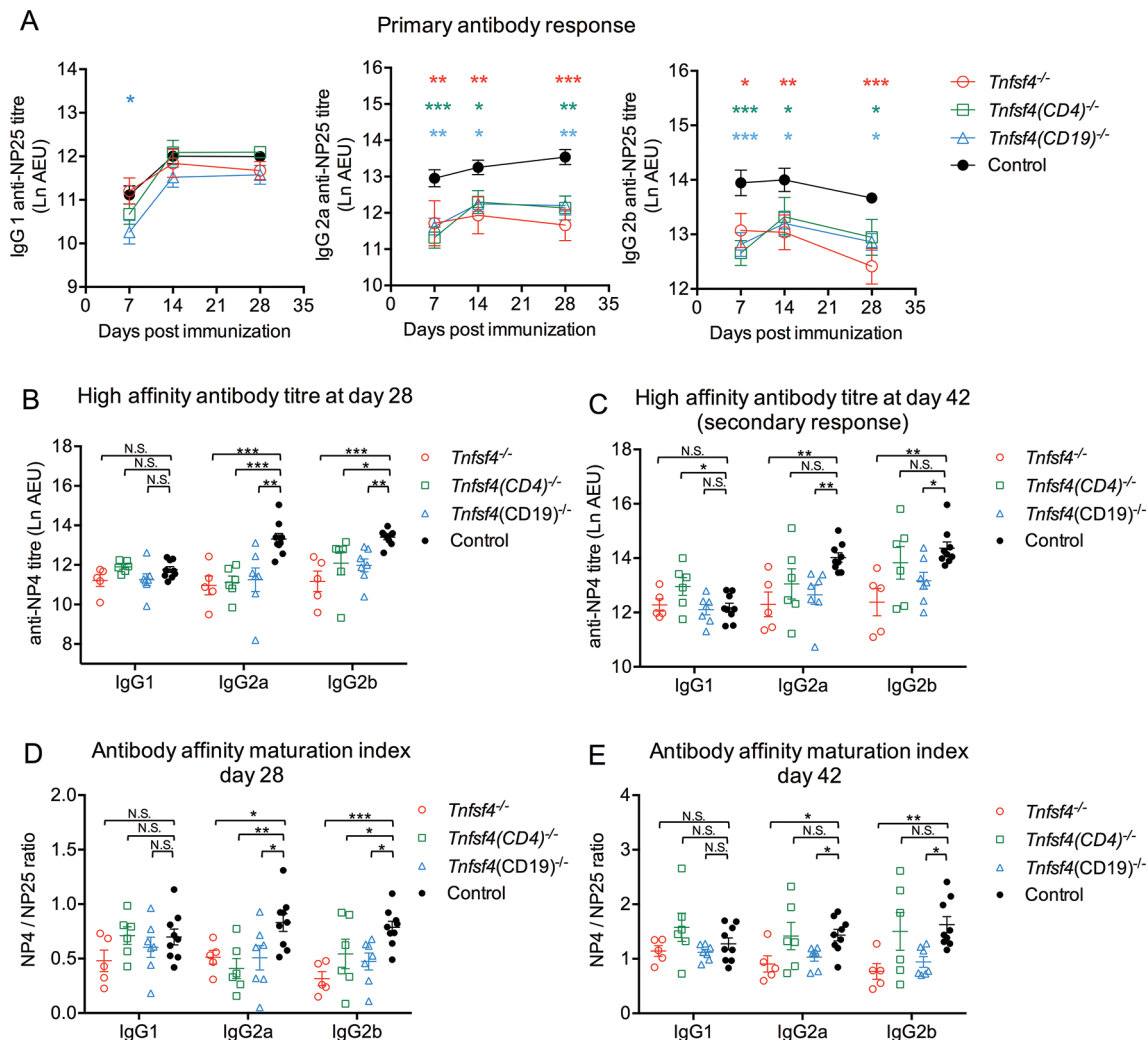 A
Primary antibody response
IgG 1 anti-NP25 titre
(Ln AEU)
14
13
12
11
10
9
*
0 7 14 21 28 35
Days post immunization
IgG 2a anti-NP25 titre
(Ln AEU)
16
15
14
13
12
11
10
** ** ***
*** * **
** * **
0 7 14 21 28 35
Days post immunization
IgG 2b anti-NP25 titre
(Ln AEU)
16
15
14
13
12
* ** ***
*** * *
*** * *
0 7 14 21 28 35
Days post immunization
Tnfsf4-/-
Tnfsf4(CD4)-/-
Tnfsf4(CD19)-/-
Control
B
High affinity antibody titre at day 28
anti-NP4 titre (Ln AEU)
18
16
14
12
10
8
N.S. *** ***
N.S. *** *
N.S. ** **
IgG1 IgG2a IgG2b
Tnfsf4-/-
Tnfsf4(CD4)-/-
Tnfsf4(CD19)-/-
Control
C
High affinity antibody titre at day 42
(secondary response)
anti-NP4 titre (Ln AEU)
18
16
14
12
10
N.S. ** **
* N.S. N.S.
N.S. ** *
IgG1 IgG2a IgG2b
Tnfsf4-/-
Tnfsf4(CD4)-/-
Tnfsf4(CD19)-/-
Control
D
Antibody affinity maturation index
day 28
NP4 / NP25 ratio
2.0
1.5
1.0
0.5
0.0
N.S. * ***
N.S. ** *
N.S. * *
IgG1 IgG2a IgG2b
Tnfsf4-/-
Tnfsf4(CD4)-/-
Tnfsf4(CD19)-/-
Control
E
Antibody affinity maturation index
day 42
NP4 / NP25 ratio
4
3
2
1
0
N.S. * **
N.S. N.S. N.S.
N.S. * *
IgG1 IgG2a IgG2b
Tnfsf4-/-
Tnfsf4(CD4)-/-
Tnfsf4(CD19)-/-
Control